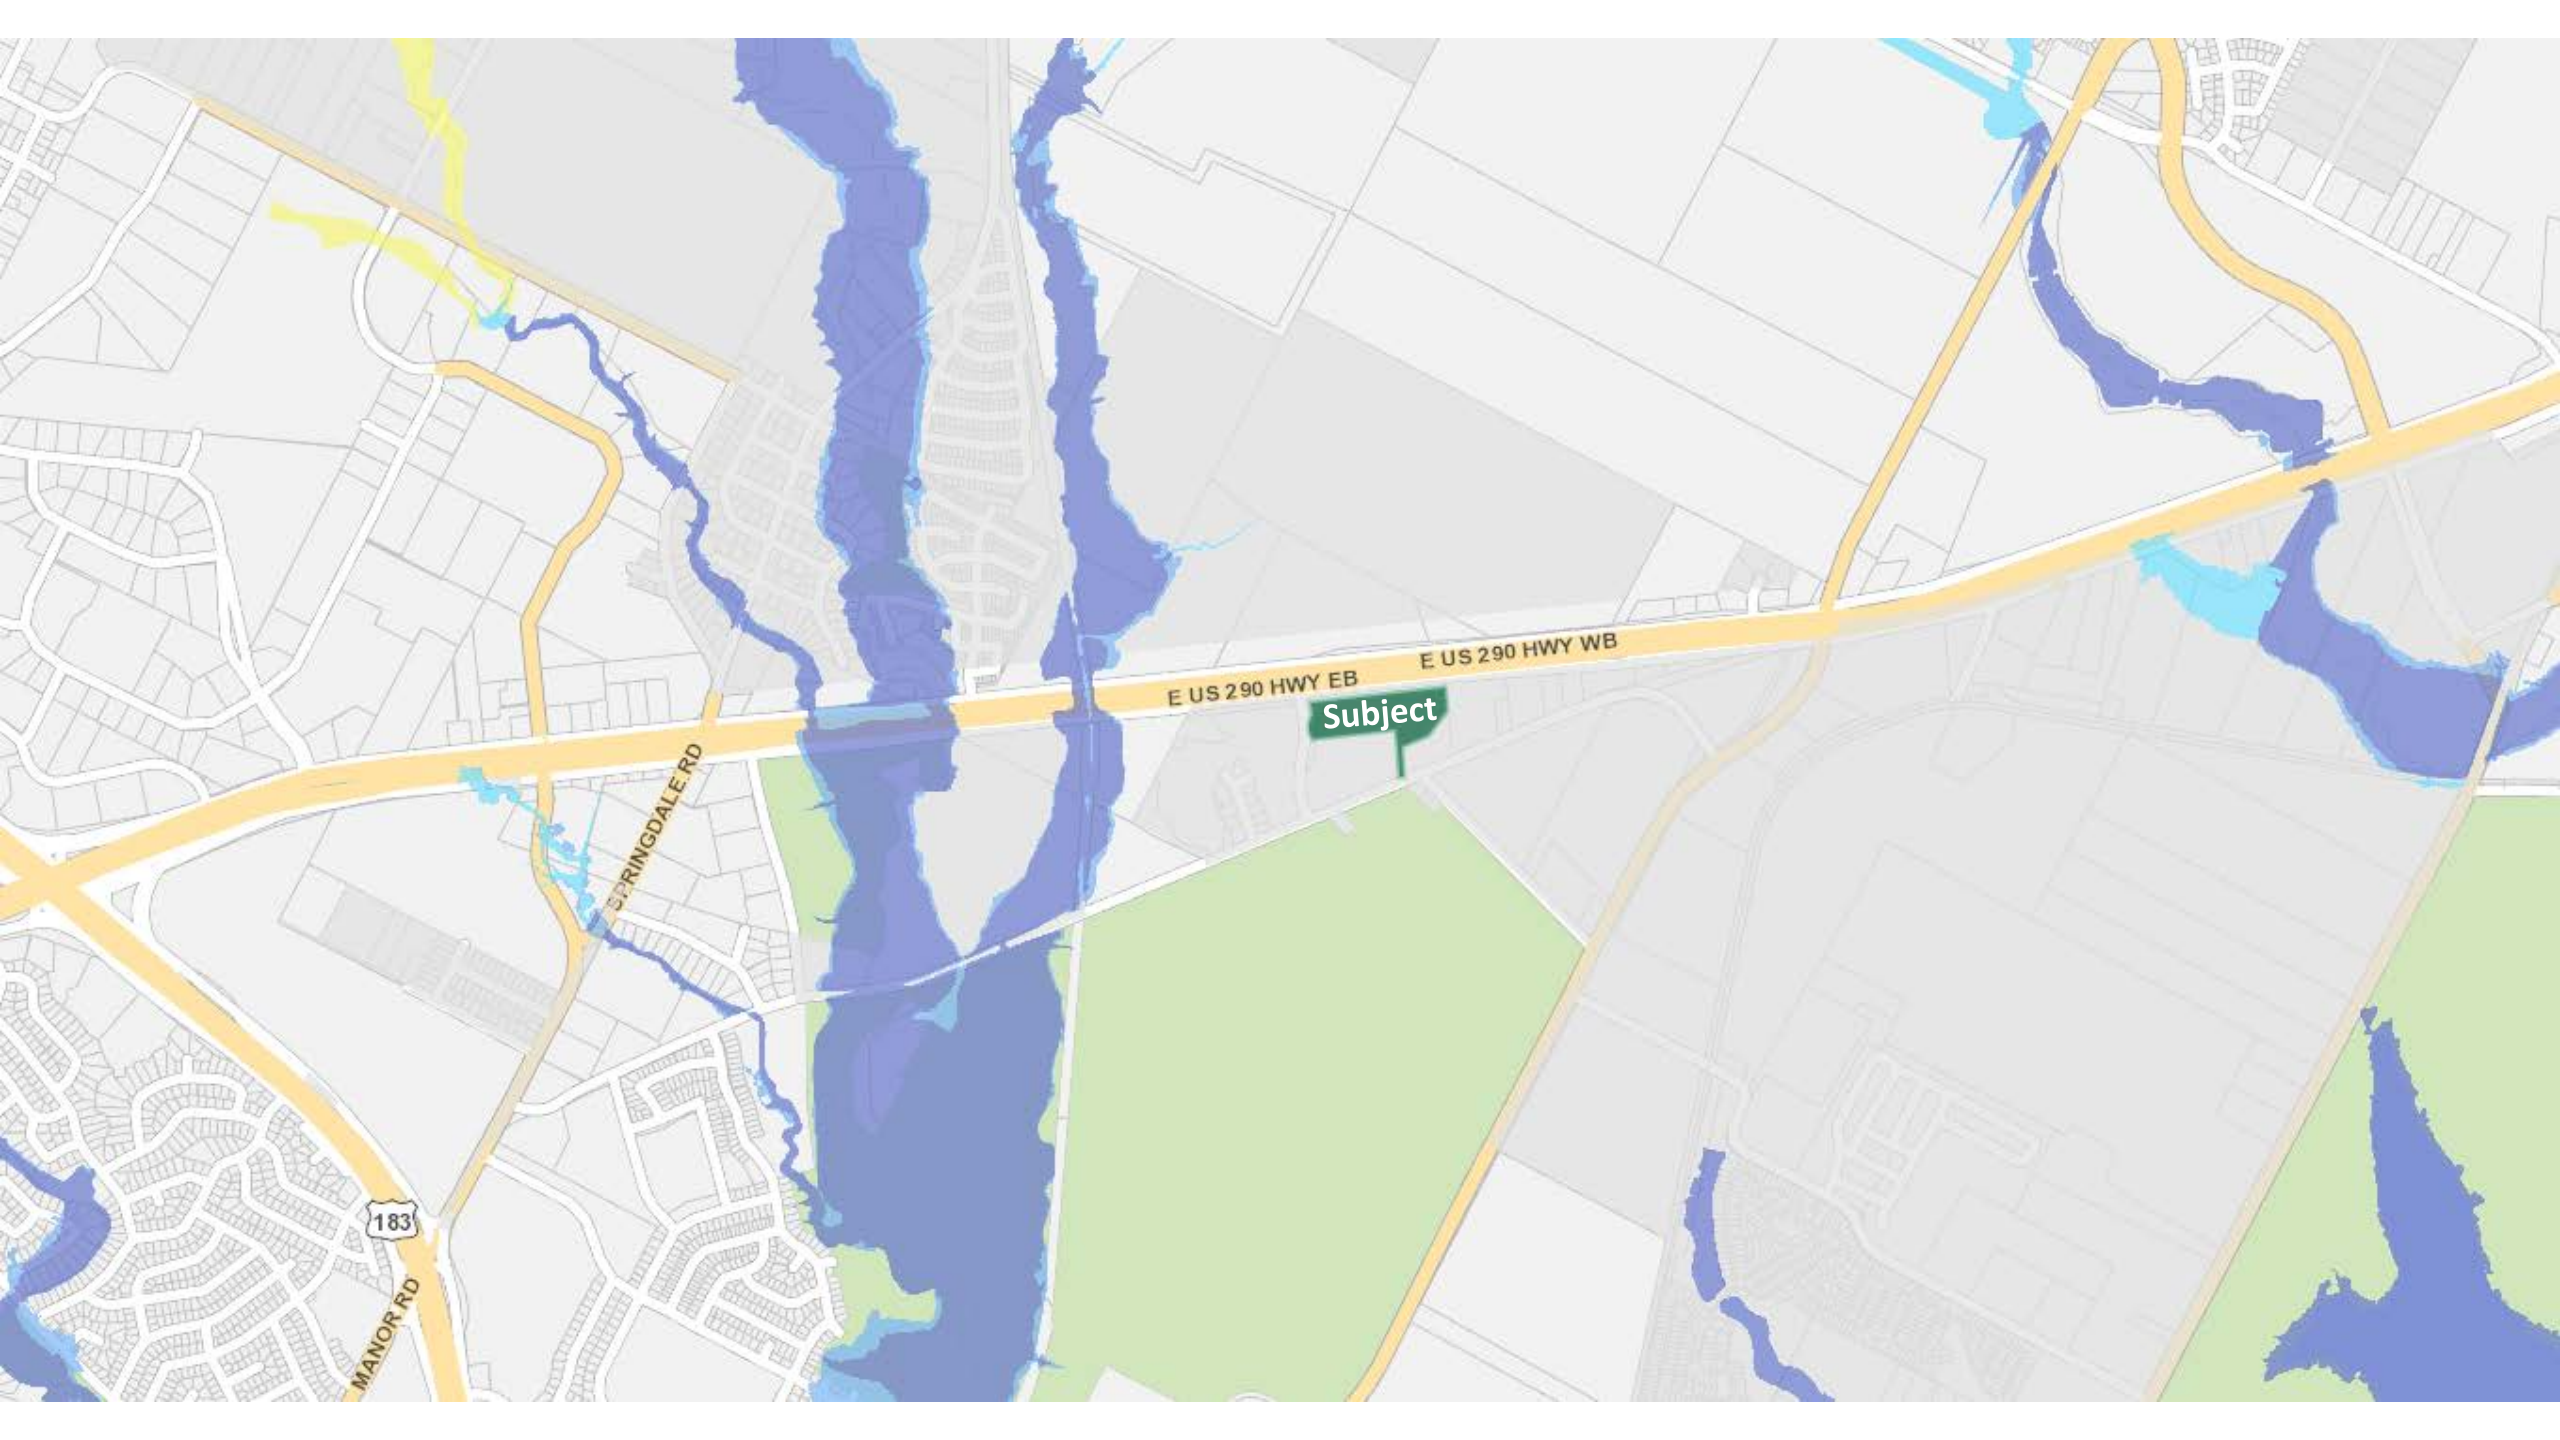 E US 290 HWY WB
E US 290 HWY EB
Subject
SPRINGDALE RD
183
MANOR RD